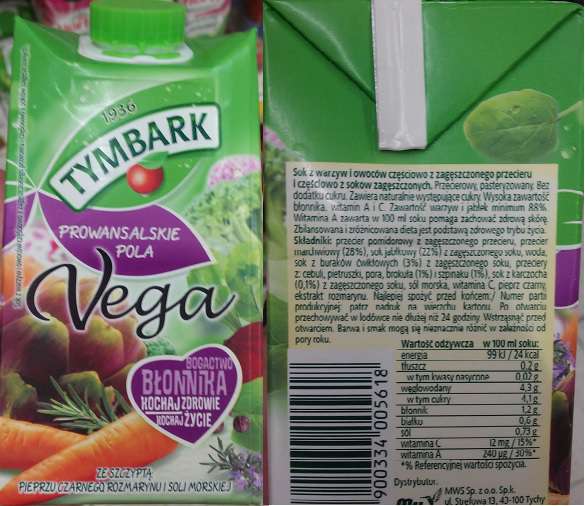 1936
TYMBARK
PROWANSALSKIE
POLA
Vega
BOGACTWO
BŁONNIKA
KOCHAJ ZDROWIE
KOCHAJ ŻYCIE
ZE SZCZYPTĄ
PIEPRZU CZARNEGO ROZMARYNU I SOLI MORSKIEJ
Sok z warzyw i owoców częściowo z zagęszczonego przecieru
i częściowo z soków zagęszczonych. Przecierowy, pasteryzowany. Bez
dodatku cukru. Zawiera naturalnie występujące cukry. Wysoka zawartość
błonnika, witamin A i C. Zawartość warzyw i jabłek minimum 88%.
Witamina A zawarta w 100 ml soku pomaga zachować zdrową skórę.
Zbilansowana i zróżnicowana dieta jest podstawą zdrowego trybu życia.
Składniki: przecier pomidorowy z zagęszczonego przecieru, przecier
marchwiowy (28%), sok jabłkowy (22%) z zagęszczonego soku, woda,
sok z buraków ćwikłowych (3%) z zagęszczonego soku, przeciery
z: cebuli, pietruszki, pora, brokuła (1%) i szpinaku (1%), sok z karczocha
(0,1%) z zagęszczonego soku, sól morska, witamina C, pieprz czarny,
ekstrakt rozmarynu. Najlepiej spożyć przed końcem: / Numer partii
produkcyjnej: patrz nadruk na wierzchu kartonu. Po otwarciu
przechowywać w lodówce nie dłużej niż 24 godziny. Wstrząsnąć przed
otwarciem. Barwa i smak mogą się nieznacznie różnić w zależności od
pory roku.
Wartość odżywcza w 100 ml soku:
energia 99 kJ / 24 kcal
tłuszcz 0,2 g
w tym kwasy nasycone 0,02 g
węglowodany 4,3 g
w tym cukry 4,1 g
błonnik 1,2 g
białko 0,6 g
sól 0,73 g
witamina C 12 mg / 15%*
witamina A 240 µg / 30%*
*% Referencyjnej wartości spożycia.
Dystrybutor:
MWS Sp. z o.o. Sp.k.
ul. Strefowa 13, 43-100 Tychy
900334 005618